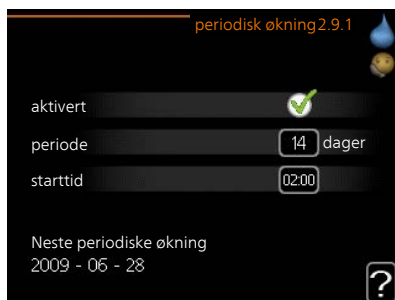 periodisk økning 2.9.1
aktivert
periode 14 dager
starttid 02:00
Neste periodiske økning
2009 - 06 - 28
?